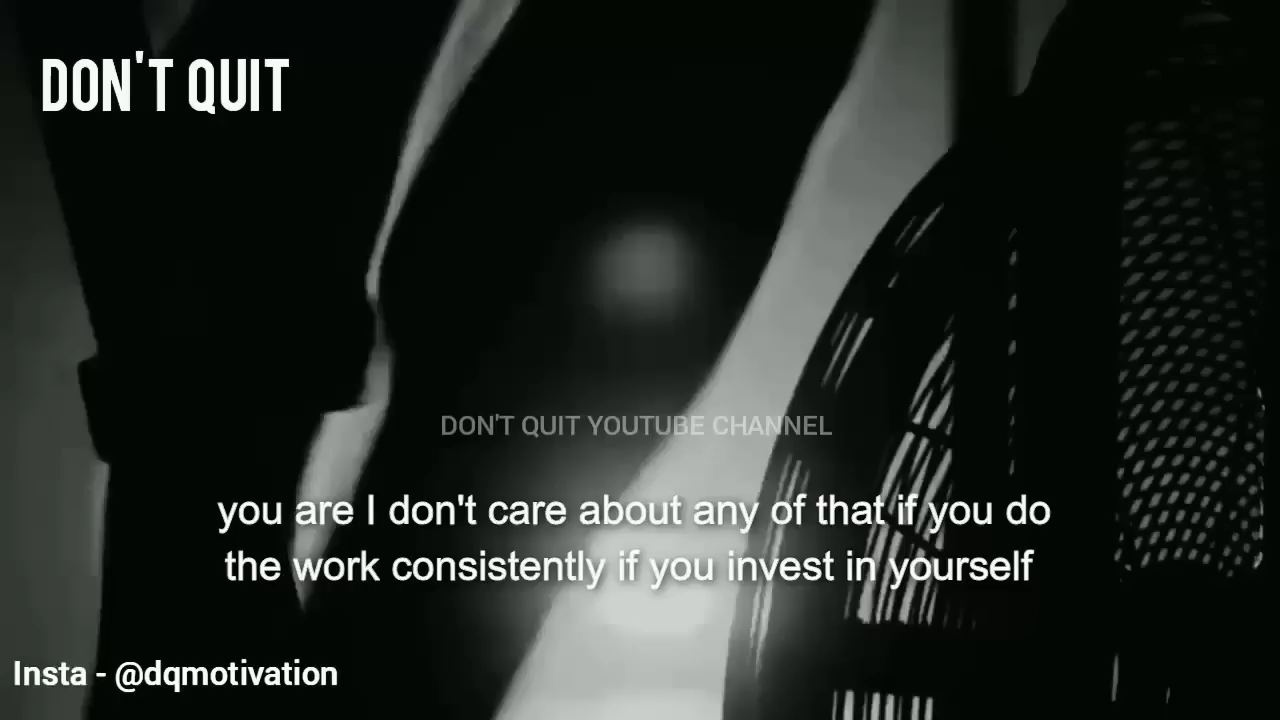 DON'T QUIT
DON'T QUIT YOUTUBE CHANNEL
you are I don't care about any of that if you do
the work consistently if you invest in yourself
Insta - @dqmotivation